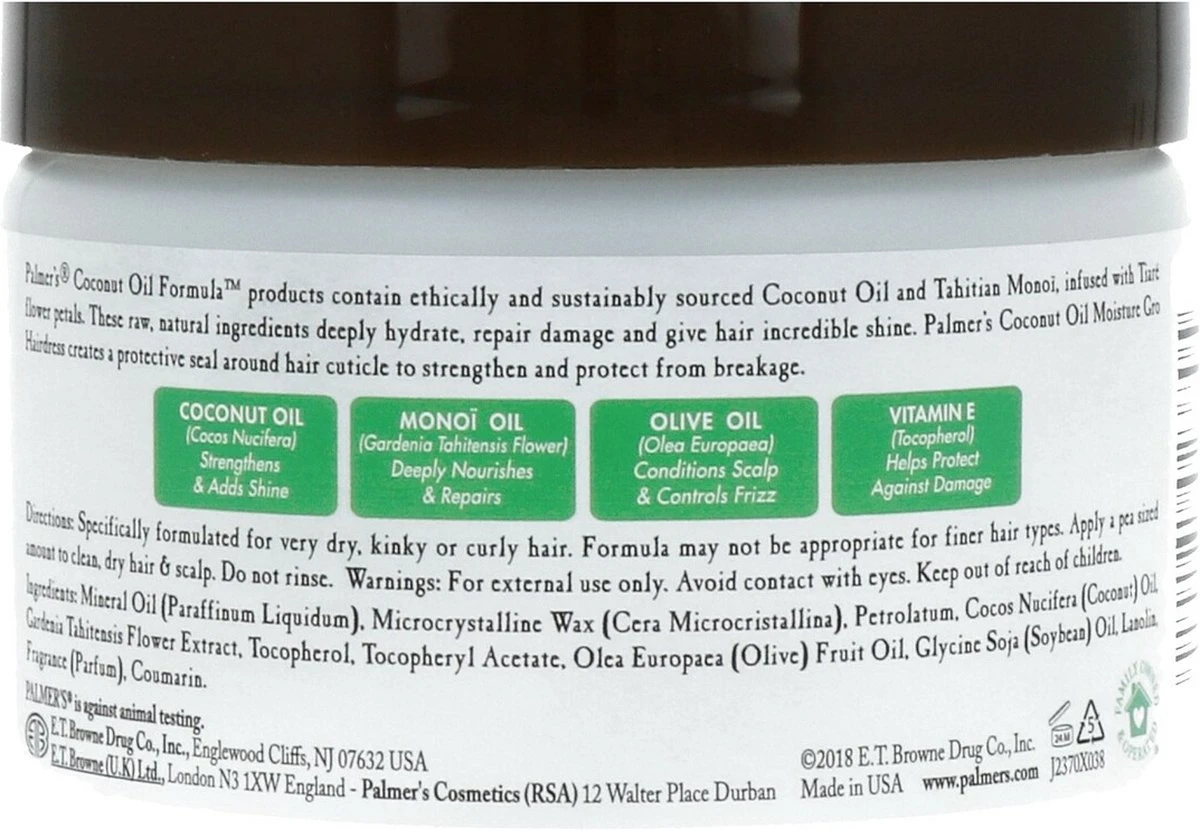 Palmer's® Coconut Oil Formula™ products contain ethically and sustainably sourced Coconut Oil and Tahitian Monoï, infused with Tiaré
flower petals. These raw, natural ingredients deeply hydrate, repair damage and give hair incredible shine. Palmer's Coconut Oil Moisture Gro
Hairdress creates a protective seal around hair cuticle to strengthen and protect from breakage.
COCONUT OIL
(Cocos Nucifera)
Strengthens
& Adds Shine
MONOÏ OIL
(Gardenia Tahitensis Flower)
Deeply Nourishes
& Repairs
OLIVE OIL
(Olea Europaea)
Conditions Scalp
& Controls Frizz
VITAMIN E
(Tocopherol)
Helps Protect
Against Damage
Directions: Specifically formulated for very dry, kinky or curly hair. Formula may not be appropriate for finer hair types. Apply a pea sized
amount to clean, dry hair & scalp. Do not rinse. Warnings: For external use only. Avoid contact with eyes. Keep out of reach of children.
Ingredients: Mineral Oil (Paraffinum Liquidum), Microcrystalline Wax (Cera Microcristallina), Petrolatum, Cocos Nucifera (Coconut) Oil,
Gardenia Tahitensis Flower Extract, Tocopherol, Tocopheryl Acetate, Olea Europaea (Olive) Fruit Oil, Glycine Soja (Soybean) Oil, Lanolin,
Fragrance (Parfum), Coumarin.
PALMER'S® is against animal testing.
EB
E.T. Browne Drug Co., Inc., Englewood Cliffs, NJ 07632 USA
E.T. Browne (U.K) Ltd., London N3 1XW England - Palmer's Cosmetics (RSA) 12 Walter Place Durban
©2018 E.T. Browne Drug Co., Inc.
Made in USA www.palmers.com
24 M
5
J2370X038
FAMILY OWNED
& OPERATED